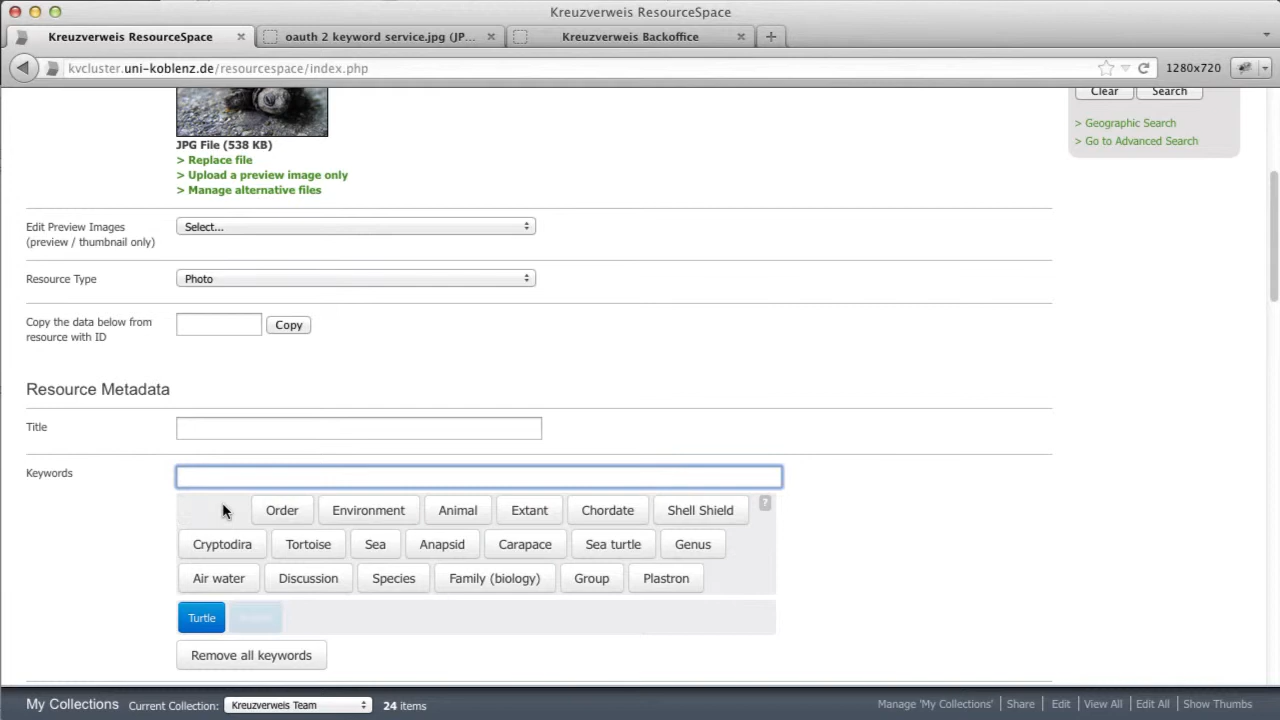 Kreuzverweis ResourceSpace
Kreuzverweis ResourceSpace
oauth 2 keyword service.jpg (JP...
Kreuzverweis Backoffice
kvcluster.uni-koblenz.de/resourcespace/index.php
1280x720
Clear
Search
> Geographic Search
> Go to Advanced Search
JPG File (538 KB)
> Replace file
> Upload a preview image only
> Manage alternative files
Edit Preview Images
(preview / thumbnail only)
Select...
Resource Type
Photo
Copy the data below from
resource with ID
Copy
Resource Metadata
Title
Keywords
Order Environment Animal Extant Chordate Shell Shield ?
Cryptodira Tortoise Sea Anapsid Carapace Sea turtle Genus
Air water Discussion Species Family (biology) Group Plastron
Turtle
Remove all keywords
My Collections Current Collection: Kreuzverweis Team 24 items
Manage 'My Collections' Share Edit View All Edit All Show Thumbs